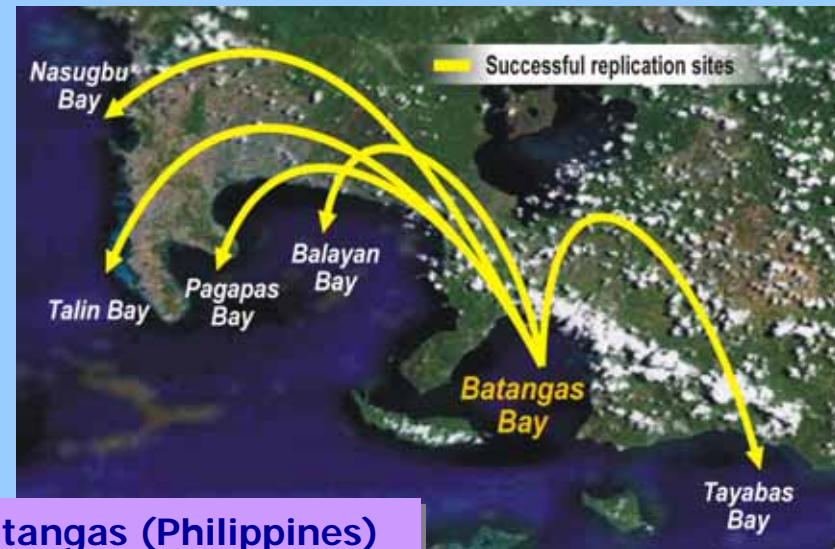 Successful replication sites
Nasugbu
Bay
Talin Bay
Pagapas
Bay
Balayan
Bay
Batangas
Bay
Tayabas
Bay
tangas (Philippines)